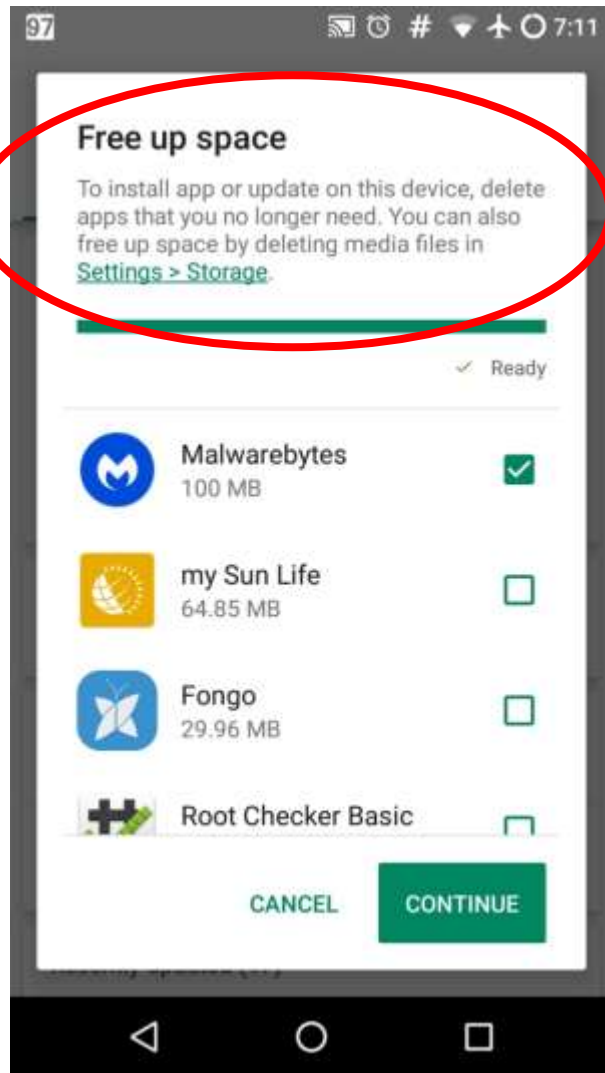 97
# 7:11
Free up space
To install app or update on this device, delete
apps that you no longer need. You can also
free up space by deleting media files in
Settings > Storage.
Ready
Malwarebytes
100 MB
my Sun Life
64.85 MB
Fongo
29.96 MB
Root Checker Basic
CANCEL
CONTINUE